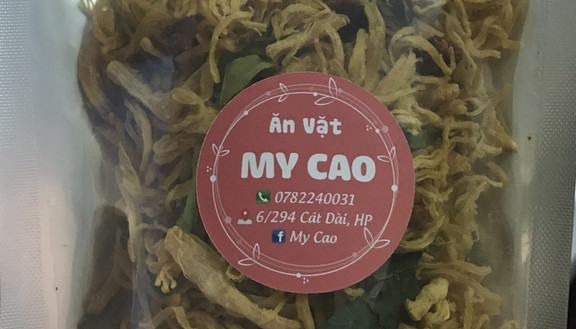 Ăn Vặt
MY CAO
0782240031
6/294 Cát Dài, HP
My Cao